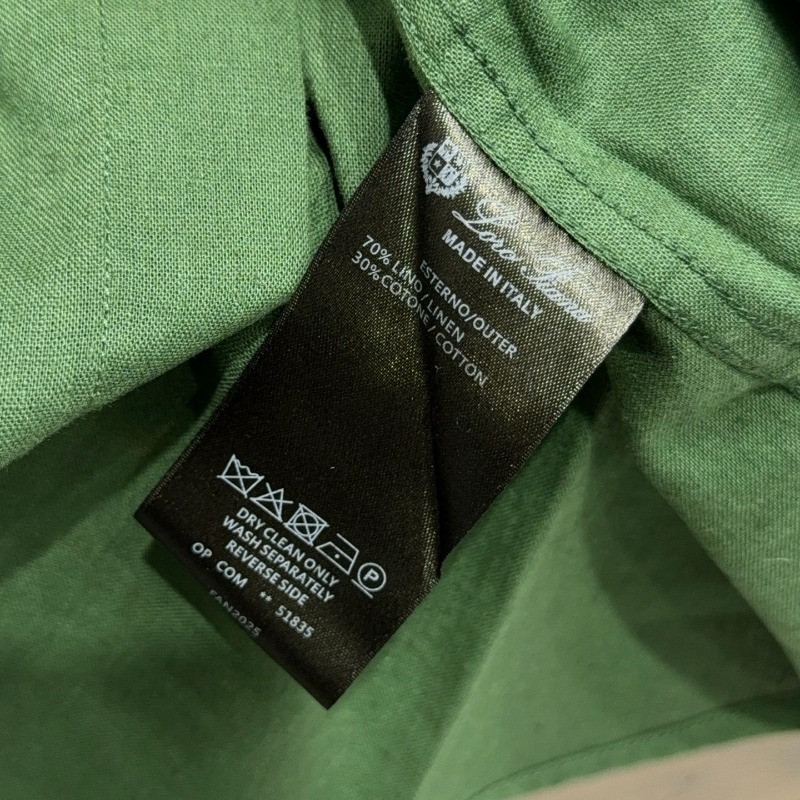 Loro Piana
MADE IN ITALY
ESTERNO/OUTER
70% LINO/LINEN
30% COTONE/COTTON
DRY CLEAN ONLY
WASH SEPARATELY
REVERSE SIDE
OP COM ** 51835